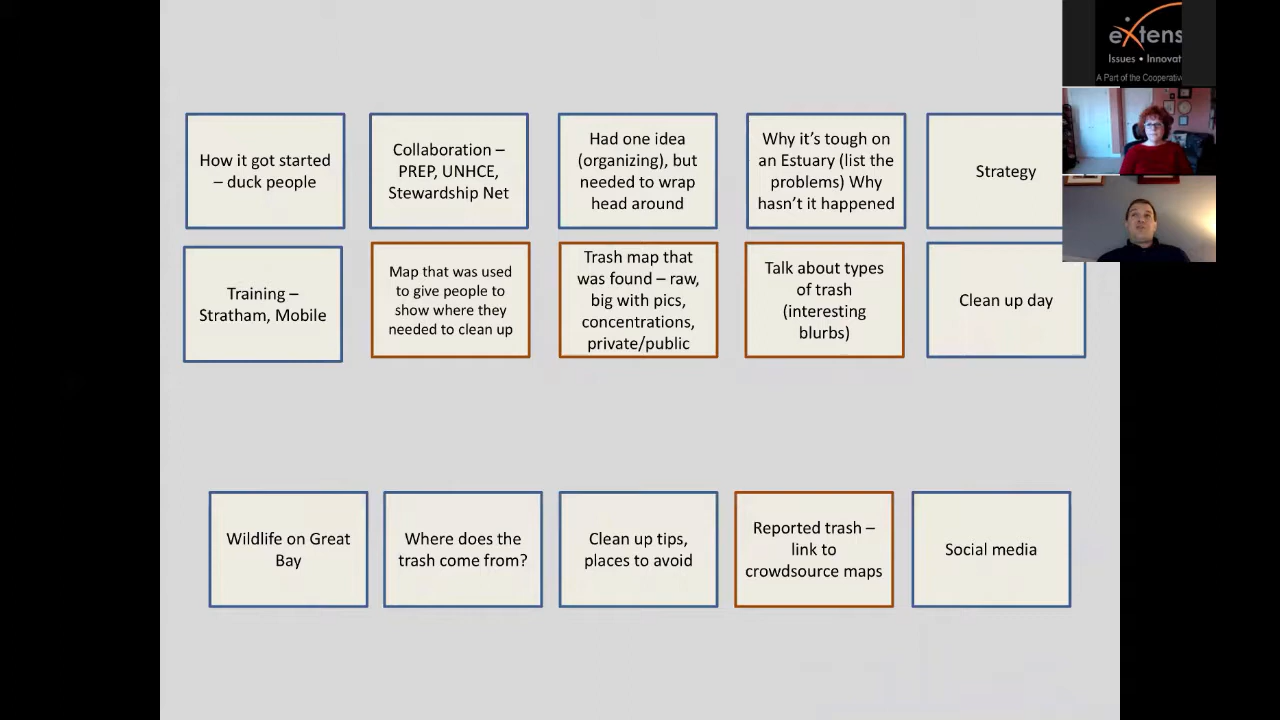 eXtens
Issues • Innovat
A Part of the Cooperative
How it got started
– duck people
Collaboration –
PREP, UNHCE,
Stewardship Net
Had one idea
(organizing), but
needed to wrap
head around
Why it’s tough on
an Estuary (list the
problems) Why
hasn’t it happened
Strategy
Training –
Stratham, Mobile
Map that was used
to give people to
show where they
needed to clean up
Trash map that
was found – raw,
big with pics,
concentrations,
private/public
Talk about types
of trash
(interesting
blurbs)
Clean up day
Wildlife on Great
Bay
Where does the
trash come from?
Clean up tips,
places to avoid
Reported trash –
link to
crowdsource maps
Social media